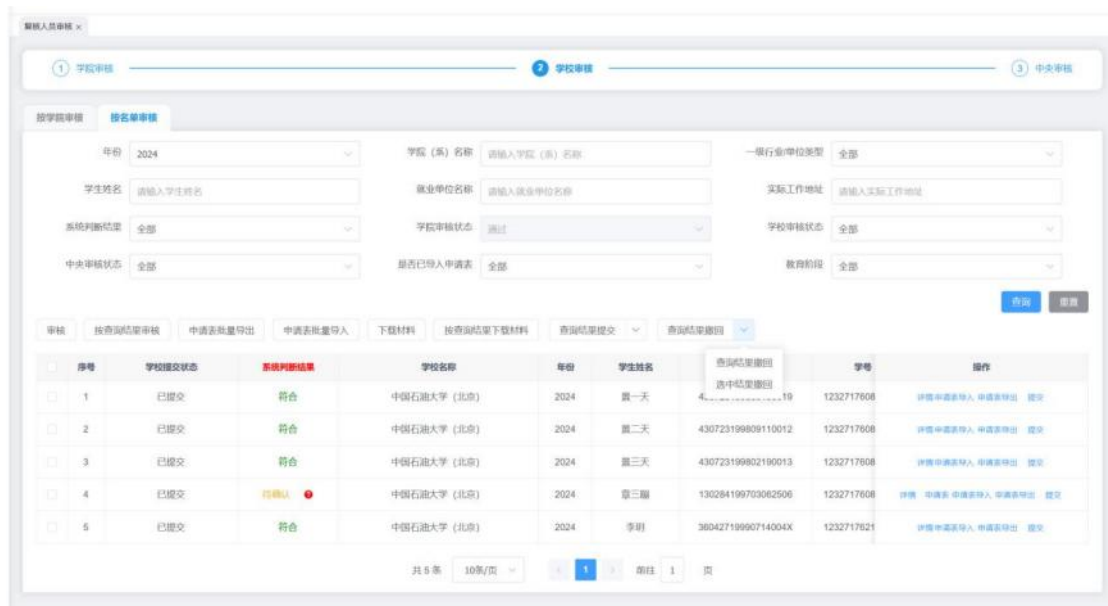 复核人员审核 ×
1 学院审核 2 学校审核 3 中央审核
按学院审核 按名单审核
年份 2024 学院（系）名称 请输入学院（系）名称 一级行业/单位类型 全部
学生姓名 请输入学生姓名 就业单位名称 请输入就业单位名称 实际工作地址 请输入实际工作地址
系统判断结果 全部 学院审核状态 通过 学校审核状态 全部
中央审核状态 全部 是否已导入申请表 全部 教育阶段 全部
查询 重置
审核 按查询结果审核 申请表批量导出 申请表批量导入 下载材料 按查询结果下载材料 查询结果提交 查询结果撤回
查询结果撤回
选中结果撤回
序号 学校提交状态 系统判断结果 学校名称 年份 学生姓名 学号 操作
1 已提交 符合 中国石油大学（北京） 2024 一天 1232717608 详情 申请表导入 申请表导出 提交
2 已提交 符合 中国石油大学（北京） 2024 二天 430723199809110012 1232717608 详情 申请表导入 申请表导出 提交
3 已提交 符合 中国石油大学（北京） 2024 三天 430723199802190013 1232717608 详情 申请表导入 申请表导出 提交
4 已提交 待确认 中国石油大学（北京） 2024 章三 130284199703062506 1232717608 详情 申请表 申请表导入 申请表导出 提交
5 已提交 符合 中国石油大学（北京） 2024 李明 36042719990714004X 1232717621 详情 申请表导入 申请表导出 提交
共 5 条 10条/页 1 前往 1 页